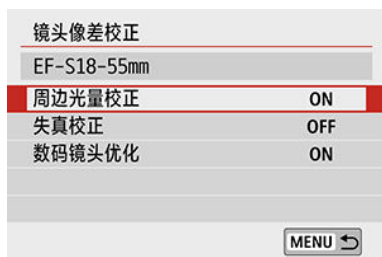 镜头像差校正
EF-S18-55mm
周边光量校正 ON
失真校正 OFF
数码镜头优化 ON
MENU